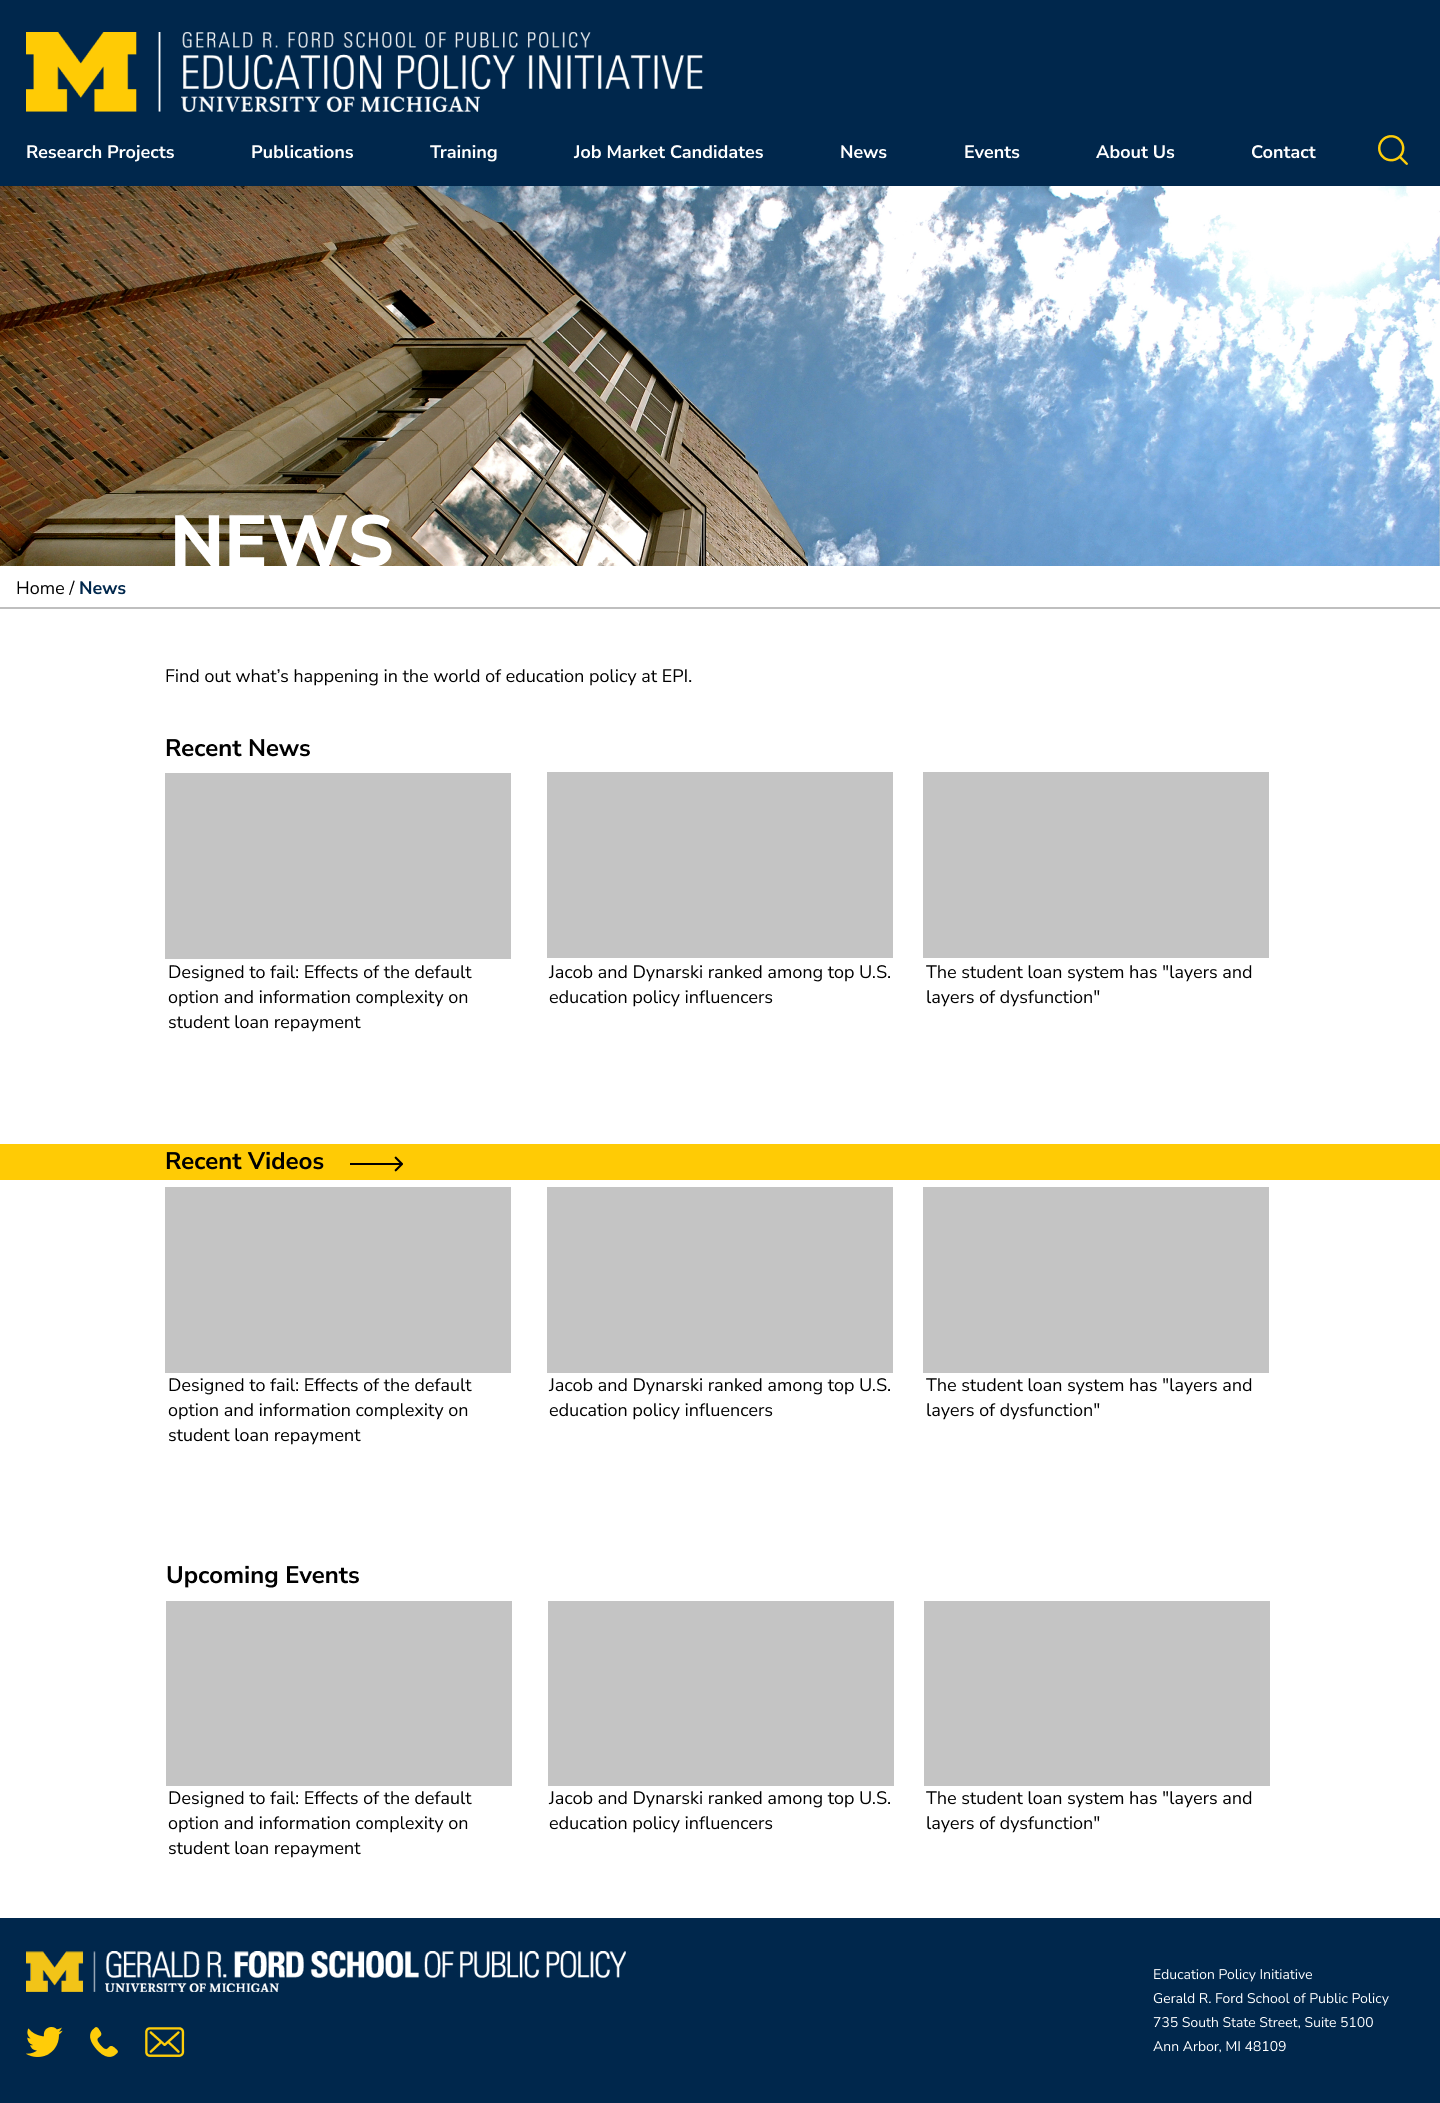 GERALD R. FORD SCHOOL OF PUBLIC POLICY
EDUCATION POLICY INITIATIVE
UNIVERSITY OF MICHIGAN
Research Projects Publications Training Job Market Candidates News Events About Us Contact
NEWS
Home / News
Find out what’s happening in the world of education policy at EPI.
Recent News
Designed to fail: Effects of the default
option and information complexity on
student loan repayment
Jacob and Dynarski ranked among top U.S.
education policy influencers
The student loan system has "layers and
layers of dysfunction"
Recent Videos
Designed to fail: Effects of the default
option and information complexity on
student loan repayment
Jacob and Dynarski ranked among top U.S.
education policy influencers
The student loan system has "layers and
layers of dysfunction"
Upcoming Events
Designed to fail: Effects of the default
option and information complexity on
student loan repayment
Jacob and Dynarski ranked among top U.S.
education policy influencers
The student loan system has "layers and
layers of dysfunction"
GERALD R. FORD SCHOOL OF PUBLIC POLICY
UNIVERSITY OF MICHIGAN
Education Policy Initiative
Gerald R. Ford School of Public Policy
735 South State Street, Suite 5100
Ann Arbor, MI 48109